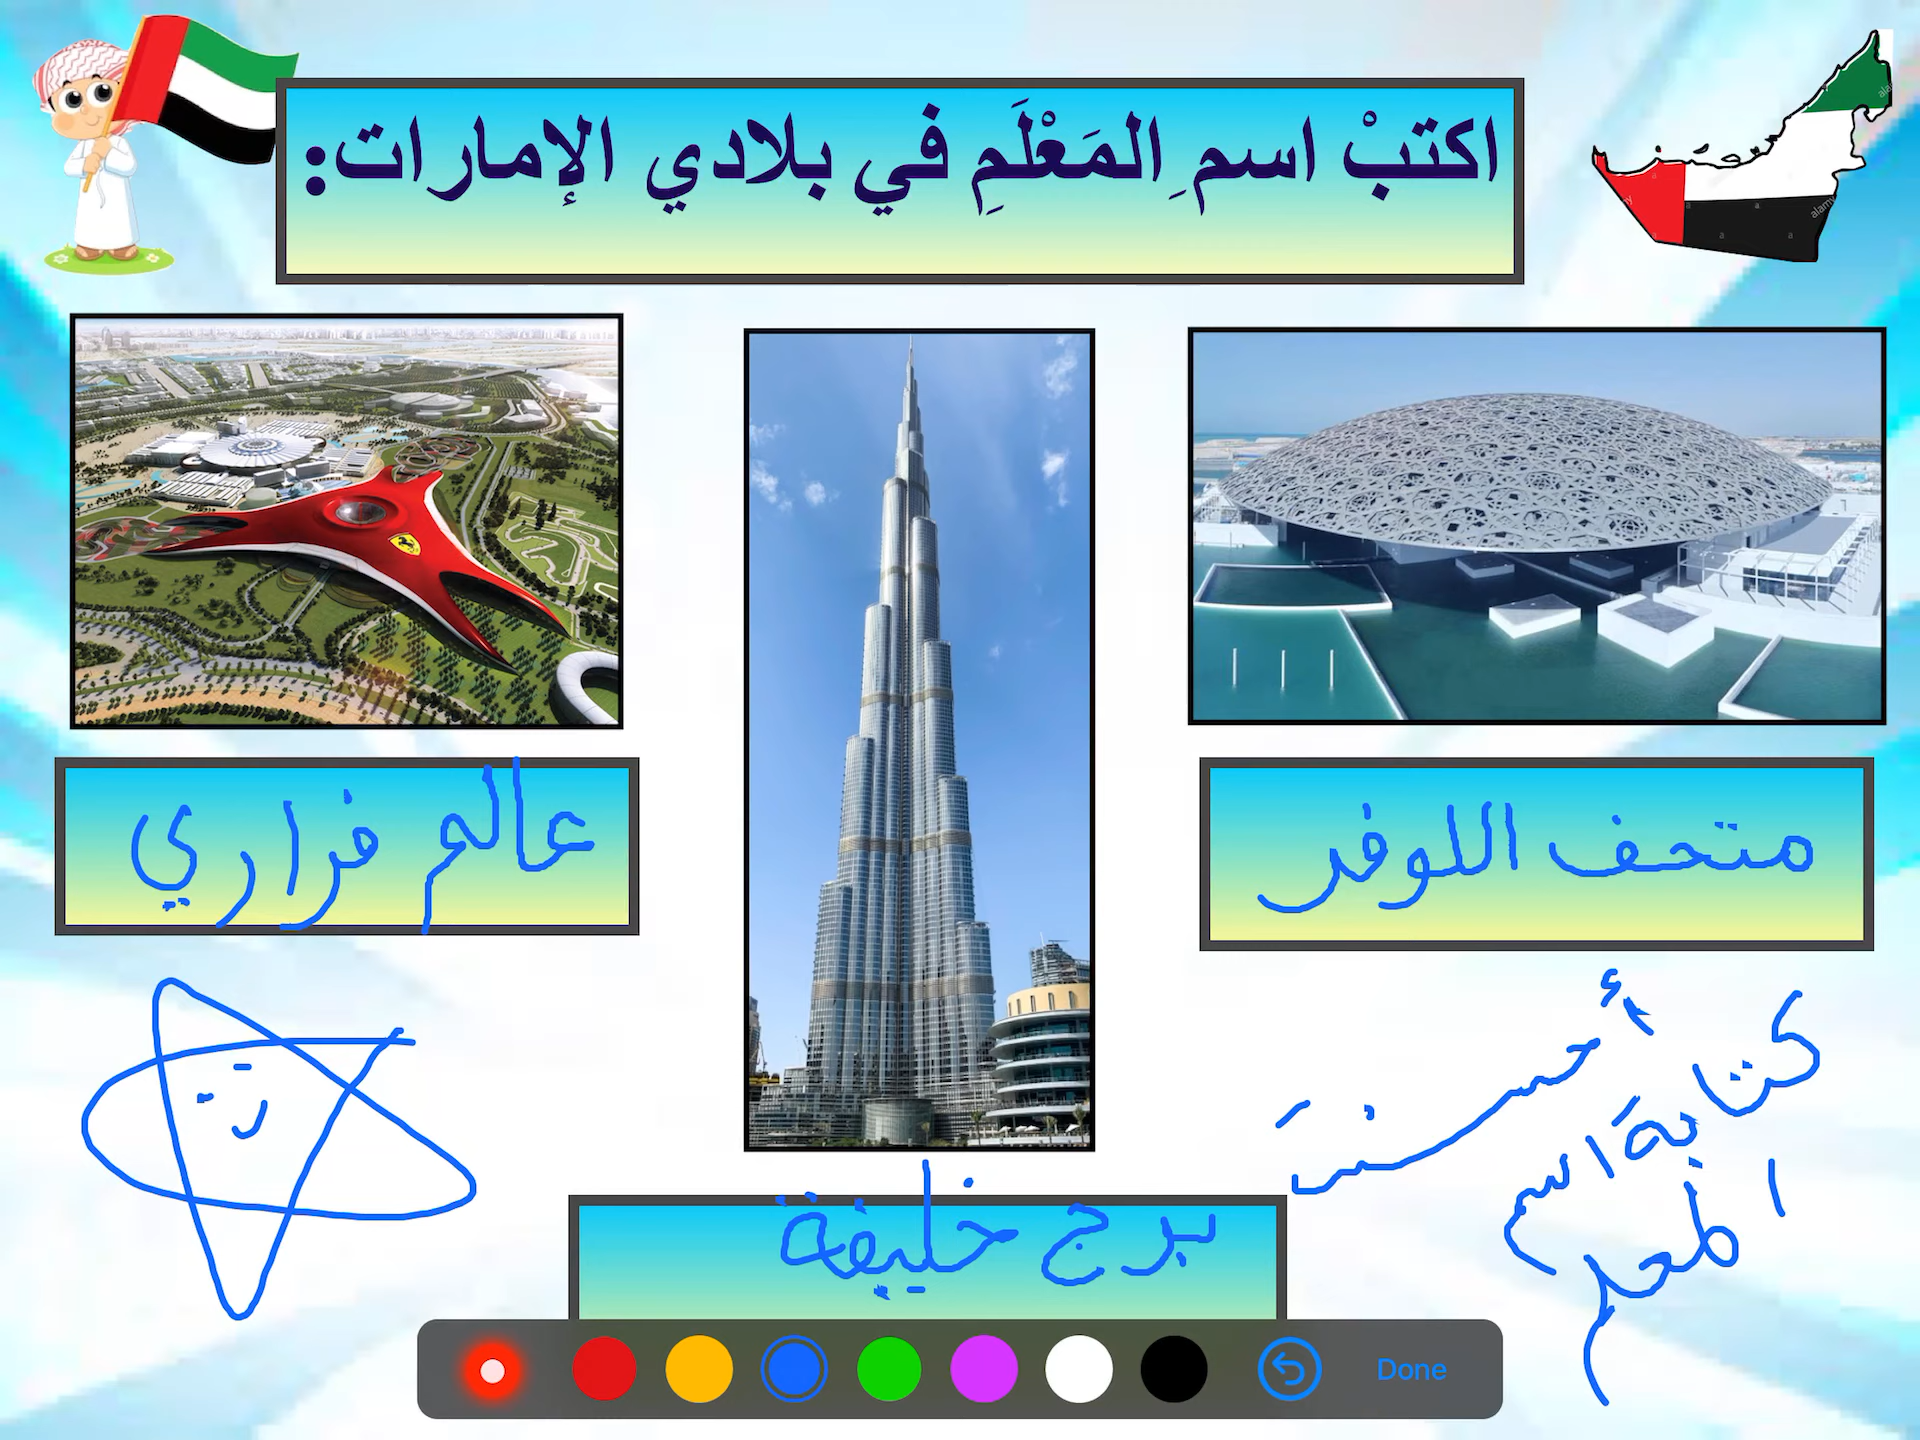 اكتبْ اسمِ المَعْلَمِ في بلادي الإمارات:
متحف اللوفر
عالم فراري
برج خليفة
أحسنت
كتابة اسم
المعلم
Done